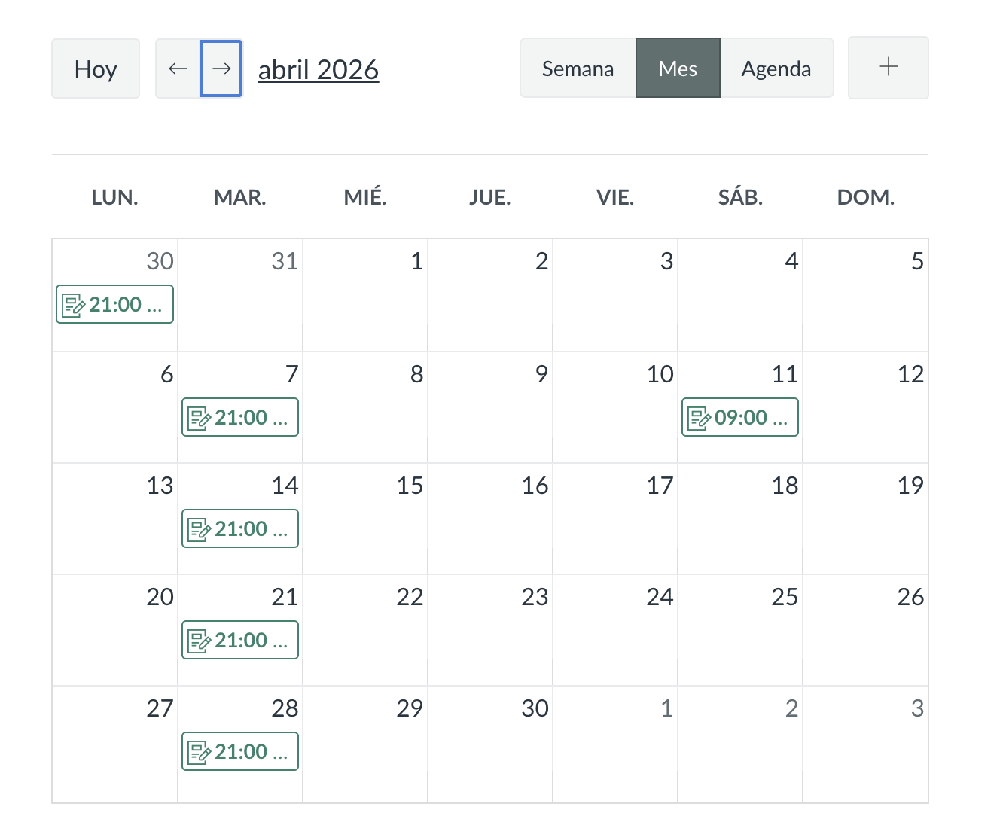 Hoy ← → abril 2026 Semana Mes Agenda +
LUN. MAR. MIÉ. JUE. VIE. SÁB. DOM.
30 31 1 2 3 4 5
21:00 ...
6 7 8 9 10 11 12
21:00 ... 09:00 ...
13 14 15 16 17 18 19
21:00 ...
20 21 22 23 24 25 26
21:00 ...
27 28 29 30 1 2 3
21:00 ...